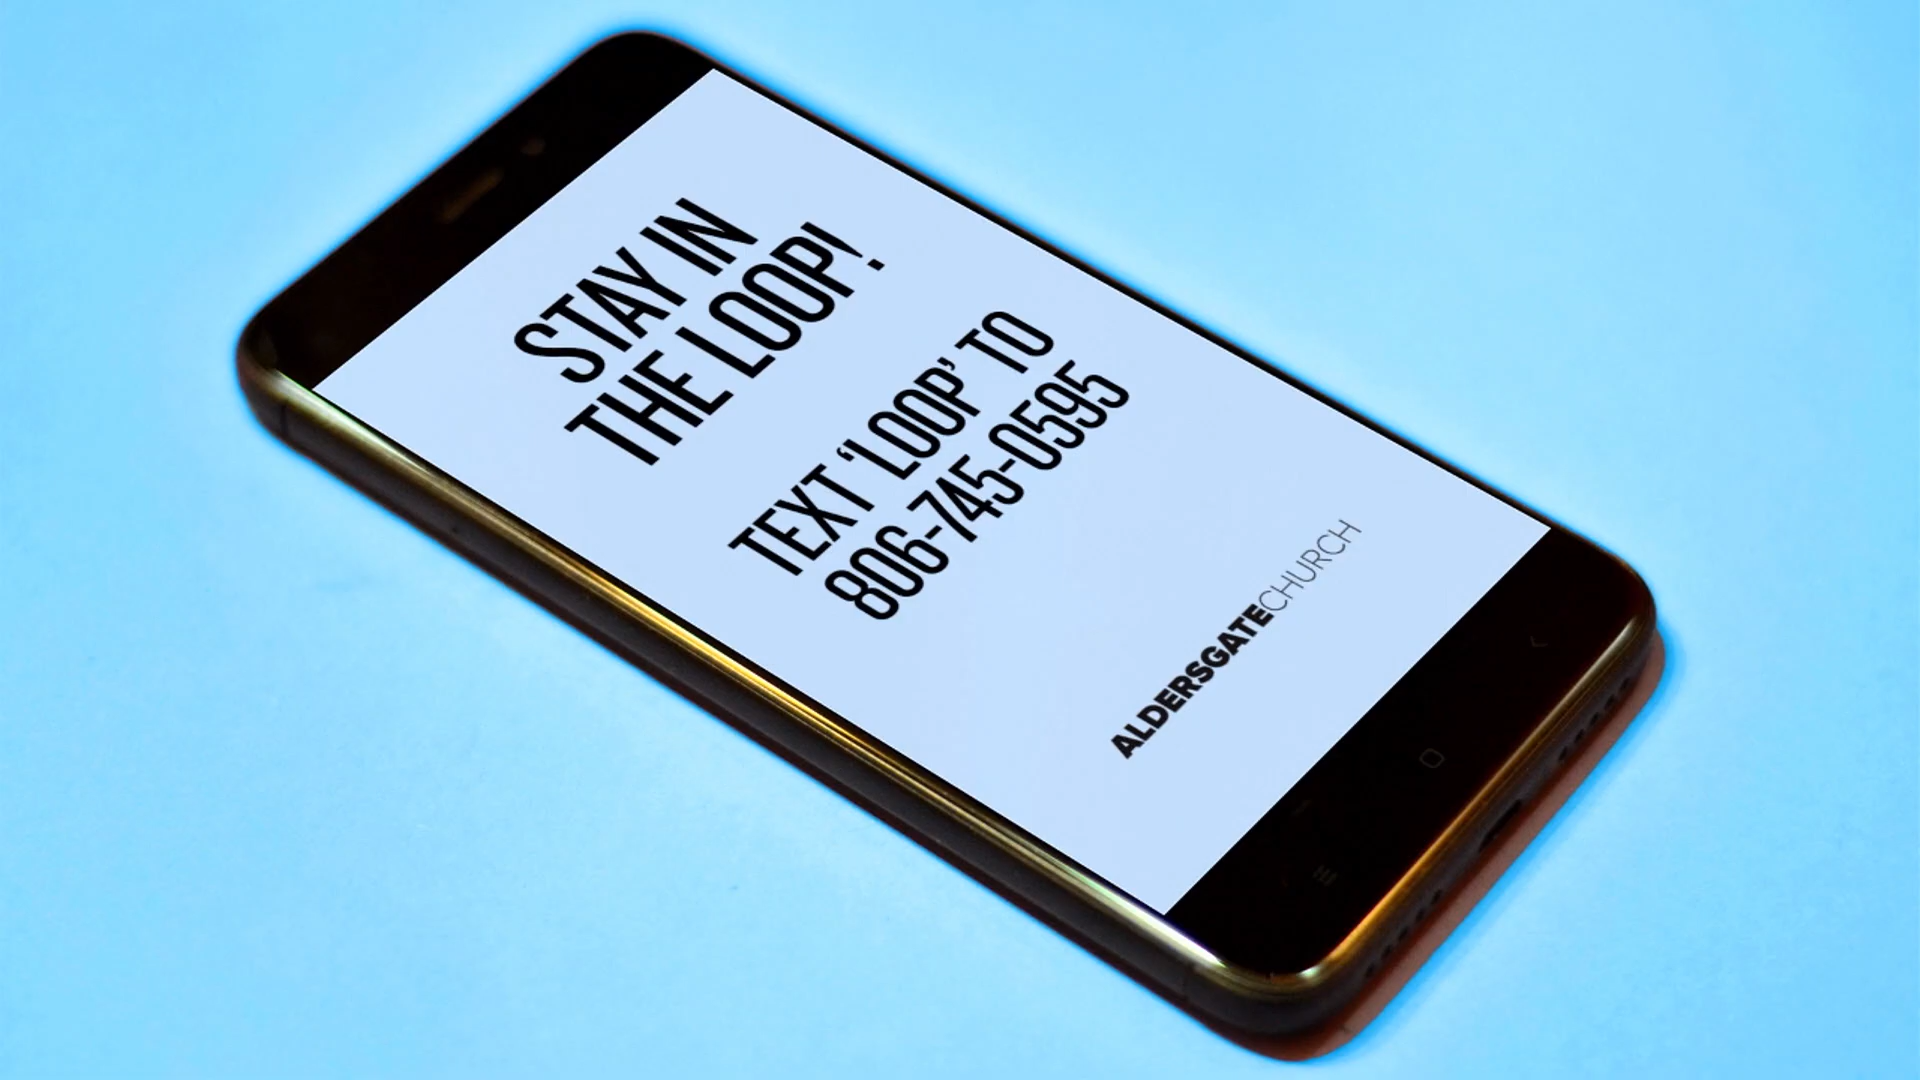 STAY IN
THE LOOP!
TEXT ‘LOOP’ TO
806-745-0595
ALDERSGATECHURCH